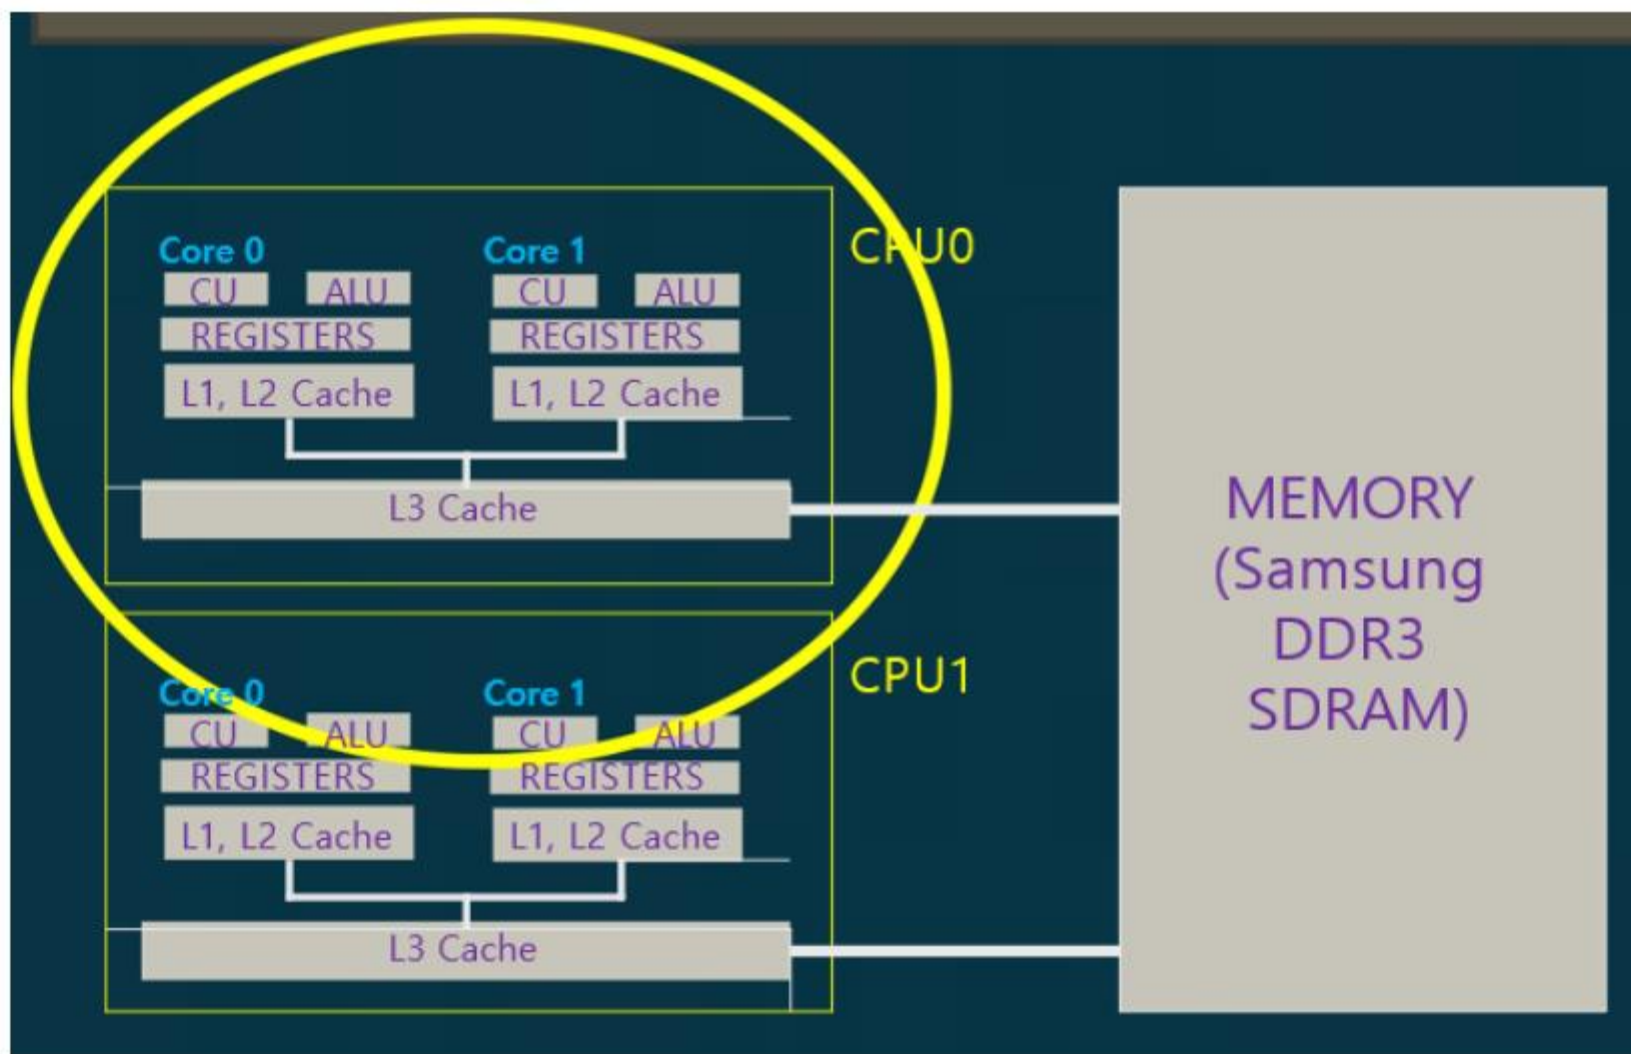 CPU0
Core 0
Core 1
CU
ALU
CU
ALU
REGISTERS
REGISTERS
L1, L2 Cache
L1, L2 Cache
L3 Cache
CPU1
Core 0
Core 1
CU
ALU
CU
ALU
REGISTERS
REGISTERS
L1, L2 Cache
L1, L2 Cache
L3 Cache
MEMORY
(Samsung
DDR3
SDRAM)